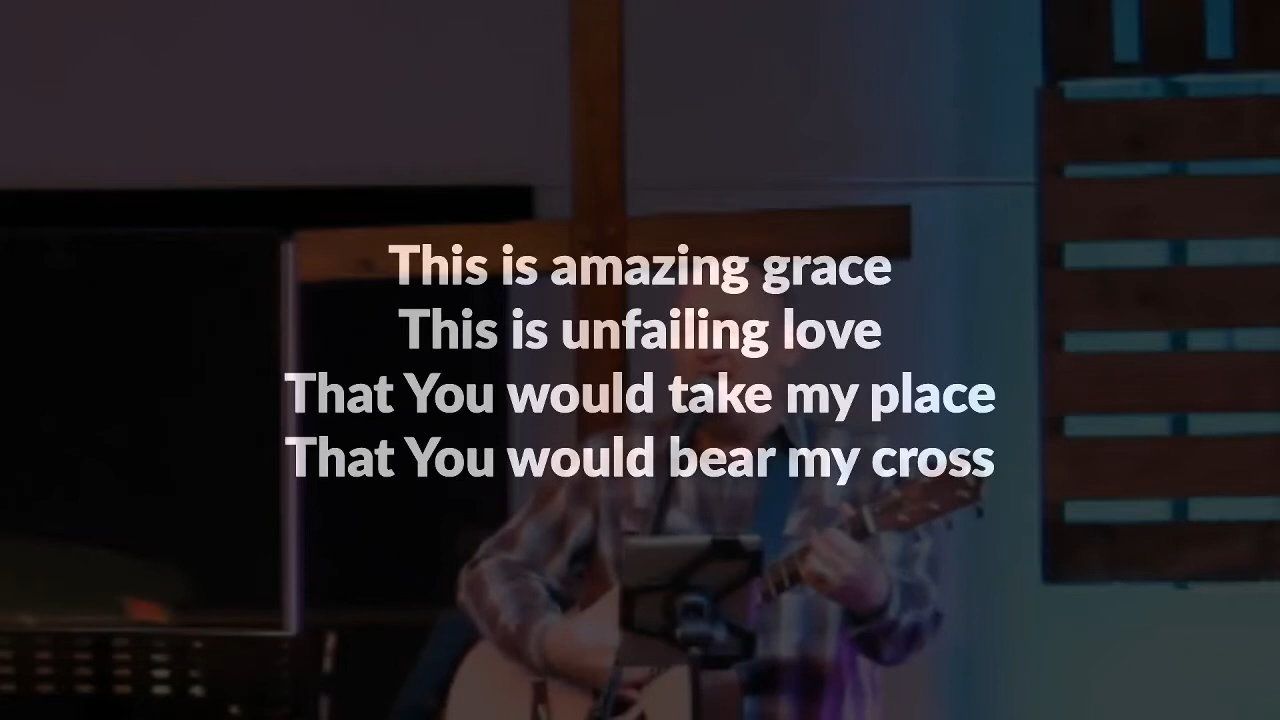 This is amazing grace
This is unfailing love
That You would take my place
That You would bear my cross